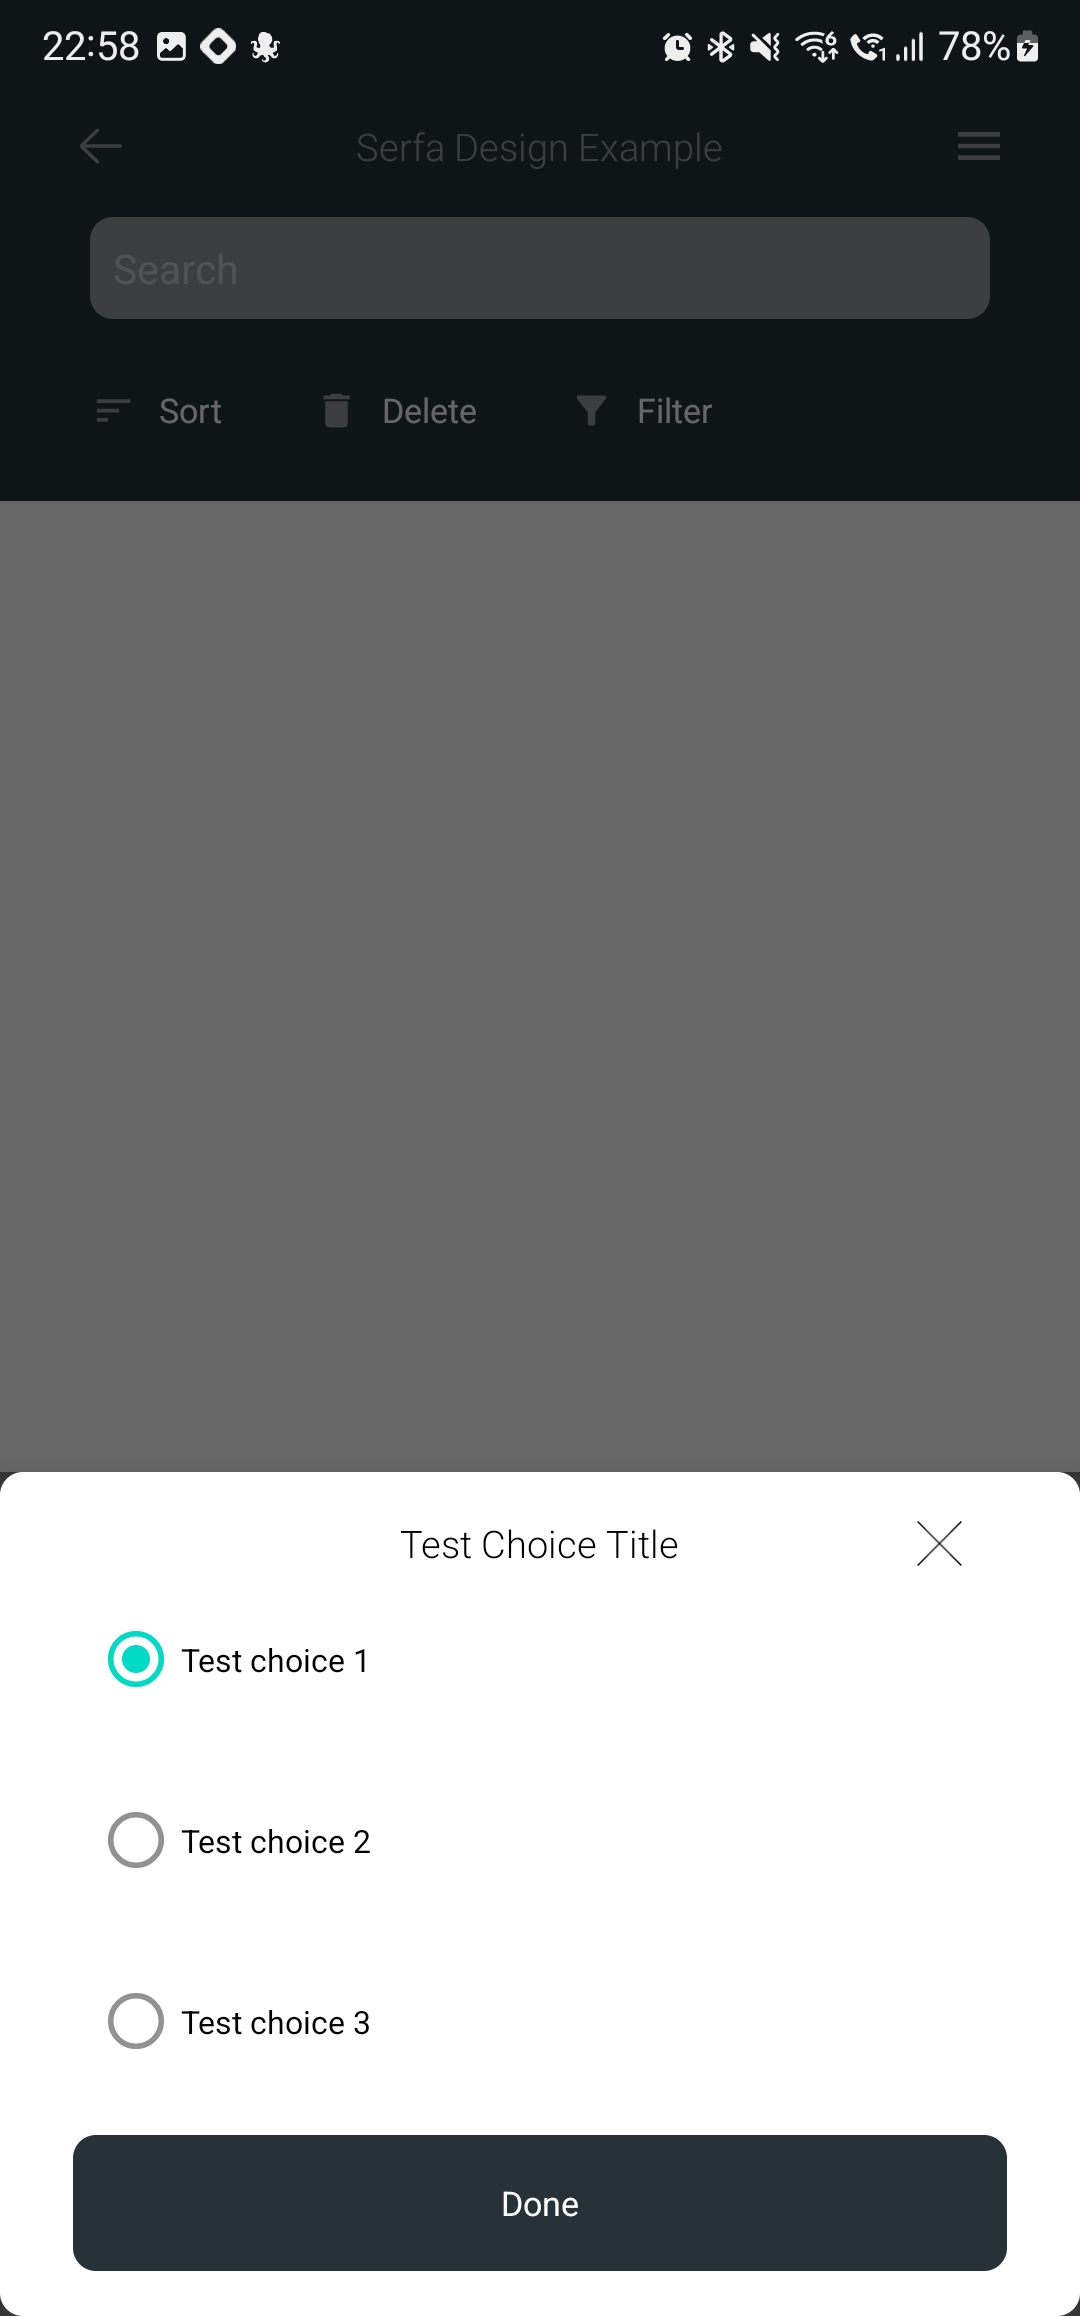 22:58 78%
Serfa Design Example
Search
Sort Delete Filter
Test Choice Title
Test choice 1
Test choice 2
Test choice 3
Done